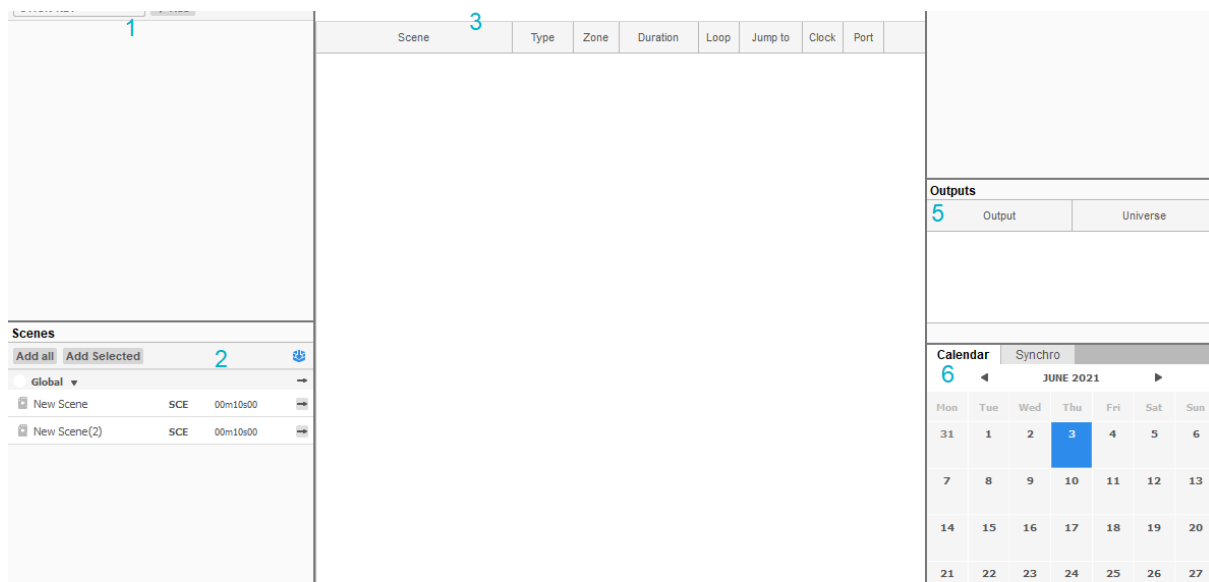 1
3
Scene Type Zone Duration Loop Jump to Clock Port
Outputs
5 Output Universe
Scenes
Add all Add Selected 2
Global
New Scene SCE 00m10s00
New Scene(2) SCE 00m10s00
Calendar Synchro
6 JUNE 2021
Mon Tue Wed Thu Fri Sat Sun
31 1 2 3 4 5 6
7 8 9 10 11 12 13
14 15 16 17 18 19 20
21 22 23 24 25 26 27